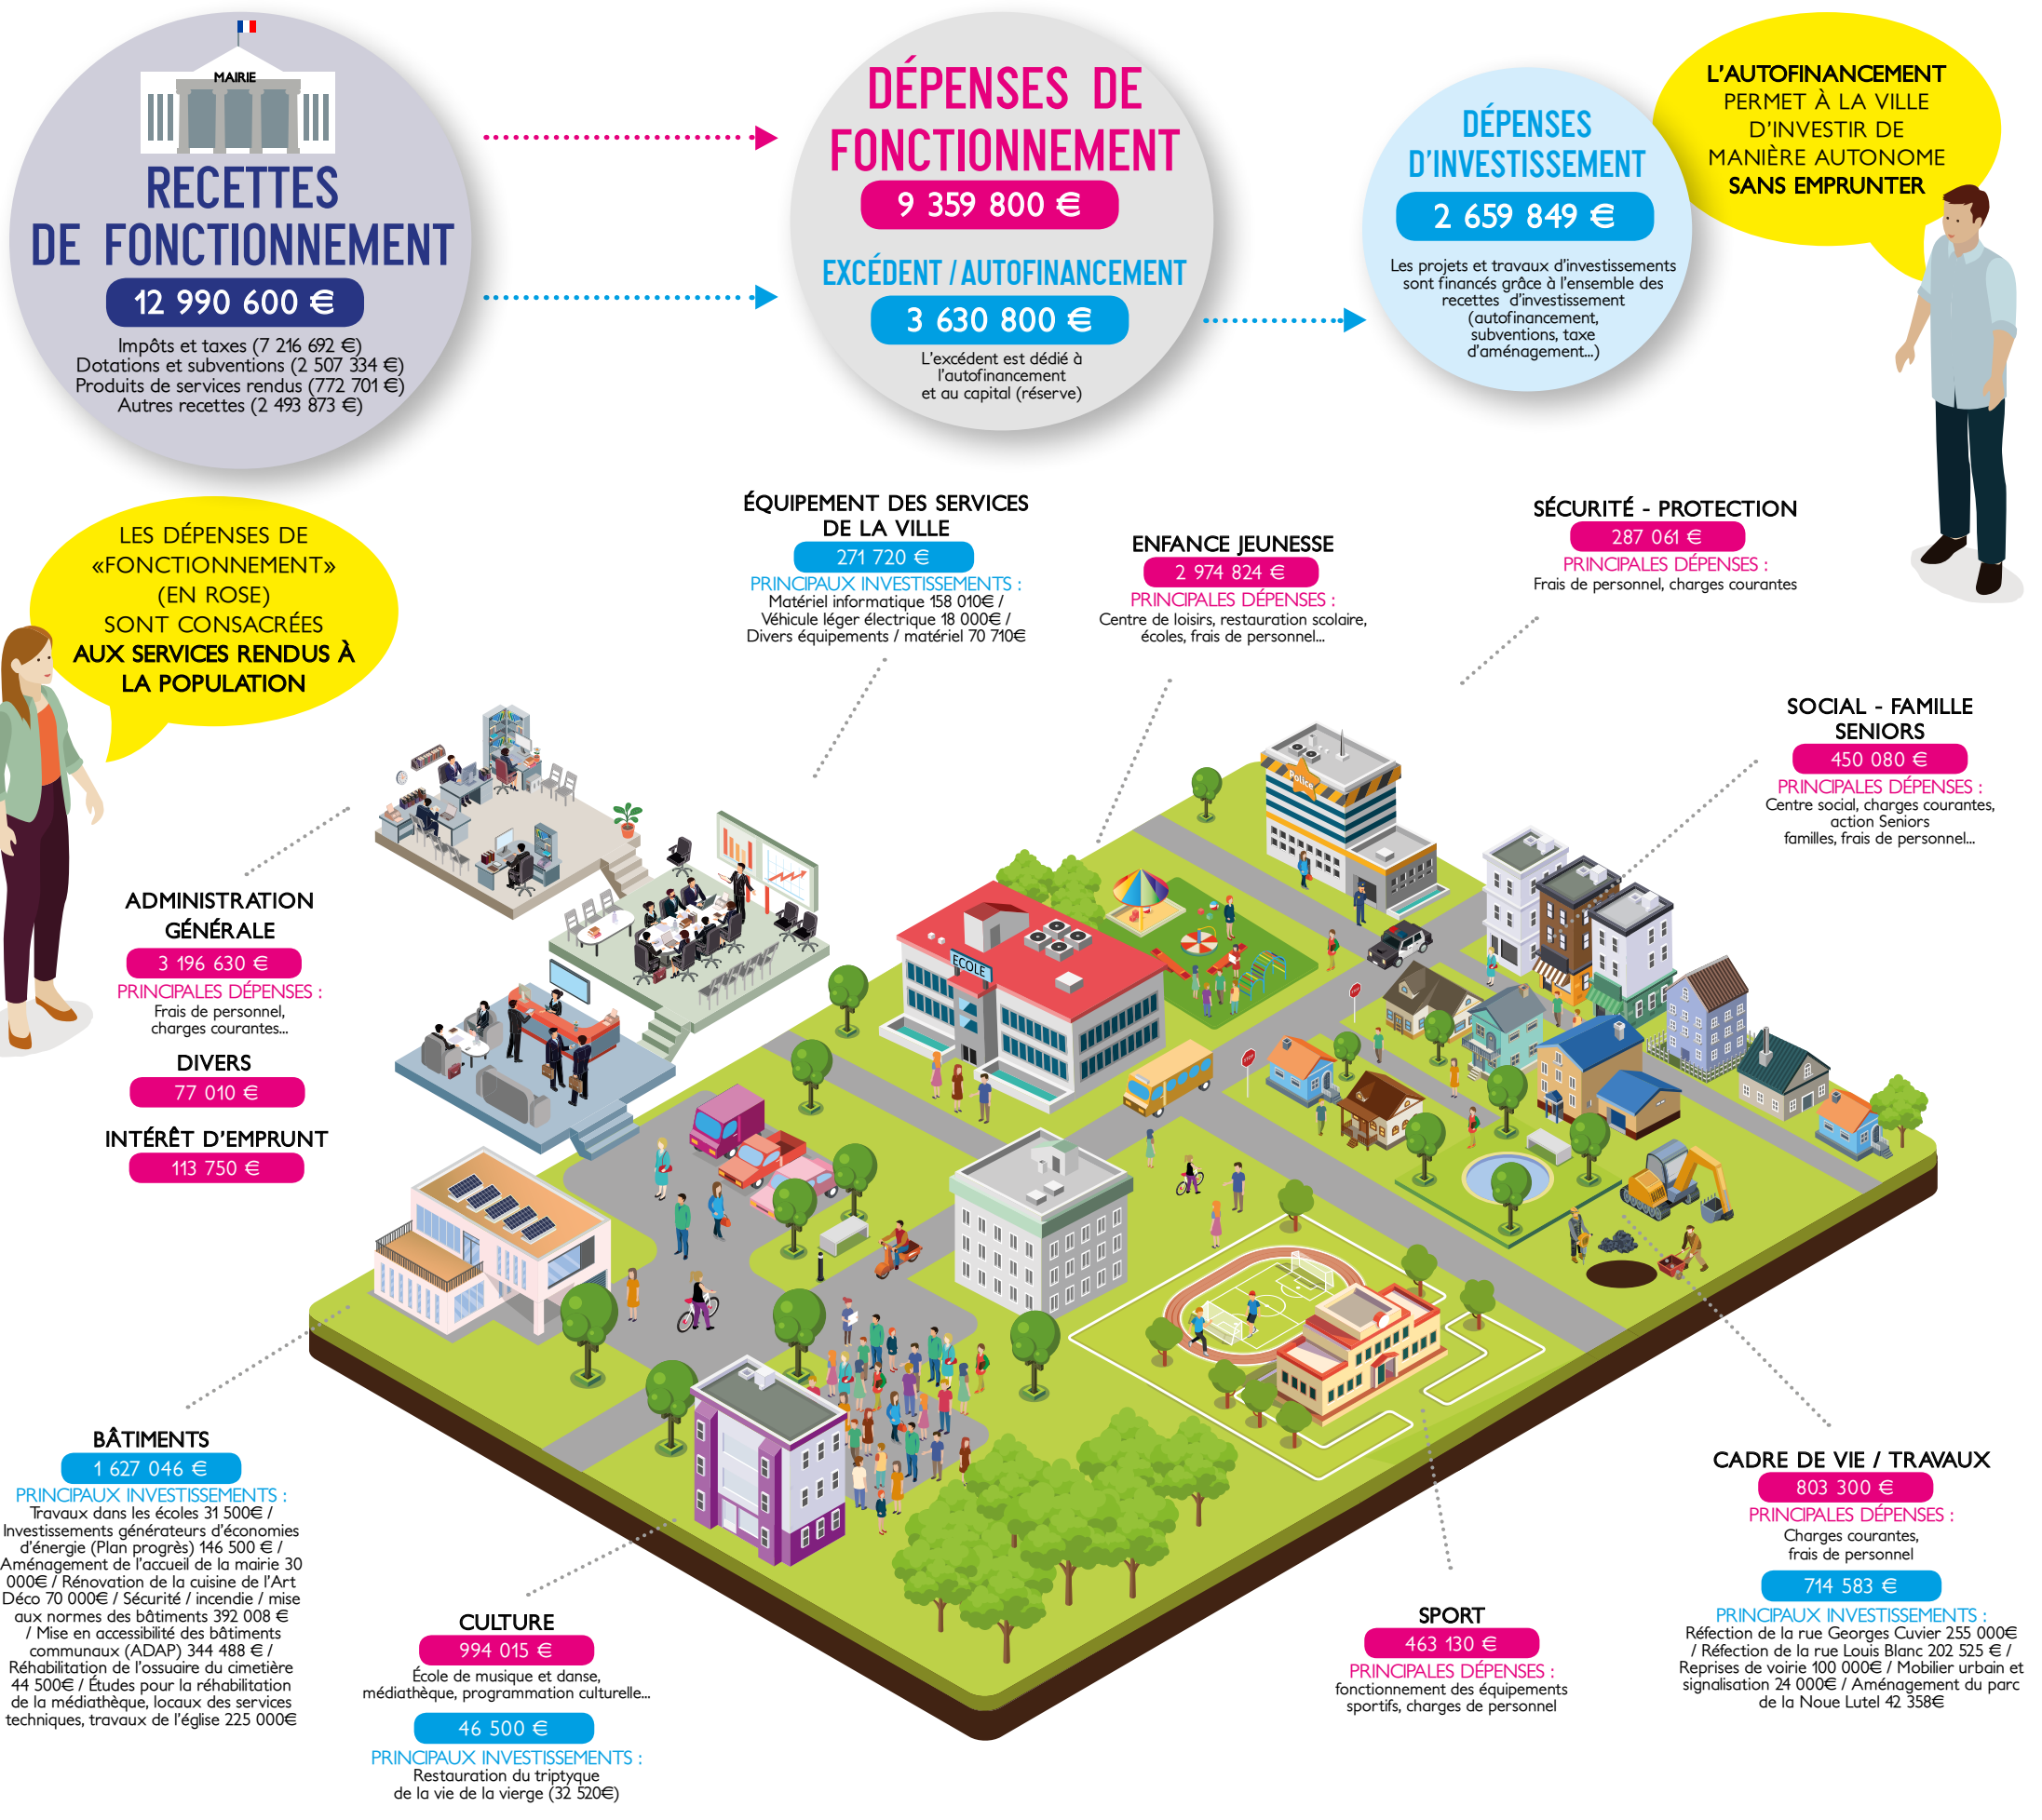 MAIRIE
RECETTES
DE FONCTIONNEMENT
12 990 600 €
Impôts et taxes (7 216 692 €)
Dotations et subventions (2 507 334 €)
Produits de services rendus (772 701 €)
Autres recettes (2 493 873 €)
DÉPENSES DE
FONCTIONNEMENT
9 359 800 €
EXCÉDENT / AUTOFINANCEMENT
3 630 800 €
L'excédent est dédié à
l'autofinancement
et au capital (réserve)
DÉPENSES
D'INVESTISSEMENT
2 659 849 €
Les projets et travaux d'investissements
sont financés grâce à l'ensemble des
recettes d'investissement
(autofinancement,
subventions, taxe
d'aménagement...)
L'AUTOFINANCEMENT
PERMET À LA VILLE
D'INVESTIR DE
MANIÈRE AUTONOME
SANS EMPRUNTER
LES DÉPENSES DE
«FONCTIONNEMENT»
(EN ROSE)
SONT CONSACRÉES
AUX SERVICES RENDUS À
LA POPULATION
ÉQUIPEMENT DES SERVICES
DE LA VILLE
271 720 €
PRINCIPAUX INVESTISSEMENTS :
Matériel informatique 158 010€ /
Véhicule léger électrique 18 000€ /
Divers équipements / matériel 70 710€
ENFANCE JEUNESSE
2 974 824 €
PRINCIPALES DÉPENSES :
Centre de loisirs, restauration scolaire,
écoles, frais de personnel...
SÉCURITÉ - PROTECTION
287 061 €
PRINCIPALES DÉPENSES :
Frais de personnel, charges courantes
SOCIAL - FAMILLE
SENIORS
450 080 €
PRINCIPALES DÉPENSES :
Centre social, charges courantes,
action Seniors
familles, frais de personnel...
Police
ECOLE
STOP
STOP
ADMINISTRATION
GÉNÉRALE
3 196 630 €
PRINCIPALES DÉPENSES :
Frais de personnel,
charges courantes...
DIVERS
77 010 €
INTÉRÊT D'EMPRUNT
113 750 €
BÂTIMENTS
1 627 046 €
PRINCIPAUX INVESTISSEMENTS :
Travaux dans les écoles 31 500€ /
Investissements générateurs d'économies
d'énergie (Plan progrès) 146 500 € /
Aménagement de l'accueil de la mairie 30
000€ / Rénovation de la cuisine de l'Art
Déco 70 000€ / Sécurité / incendie / mise
aux normes des bâtiments 392 008 €
/ Mise en accessibilité des bâtiments
communaux (ADAP) 344 488 € /
Réhabilitation de l'ossuaire du cimetière
44 500€ / Études pour la réhabilitation
de la médiathèque, locaux des services
techniques, travaux de l'église 225 000€
CULTURE
994 015 €
École de musique et danse,
médiathèque, programmation culturelle...
46 500 €
PRINCIPAUX INVESTISSEMENTS :
Restauration du triptyque
de la vie de la vierge (32 520€)
SPORT
463 130 €
PRINCIPALES DÉPENSES :
fonctionnement des équipements
sportifs, charges de personnel
CADRE DE VIE / TRAVAUX
803 300 €
PRINCIPALES DÉPENSES :
Charges courantes,
frais de personnel
714 583 €
PRINCIPAUX INVESTISSEMENTS :
Réfection de la rue Georges Cuvier 255 000€
/ Réfection de la rue Louis Blanc 202 525 € /
Reprises de voirie 100 000€ / Mobilier urbain et
signalisation 24 000€ / Aménagement du parc
de la Noue Lutel 42 358€